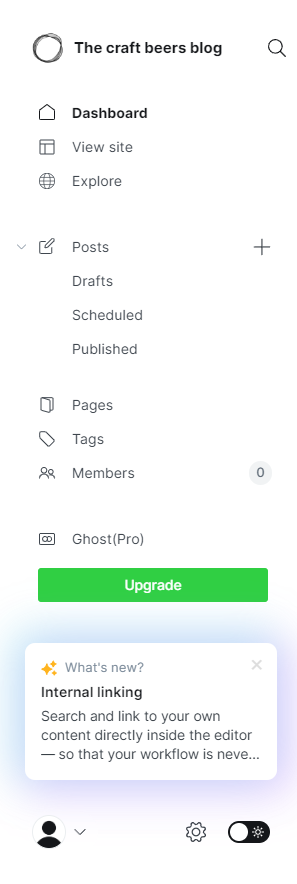 The craft beers blog
Dashboard
View site
Explore
Posts
Drafts
Scheduled
Published
Pages
Tags
Members 0
Ghost(Pro)
Upgrade
What's new?
Internal linking
Search and link to your own
content directly inside the editor
— so that your workflow is neve...